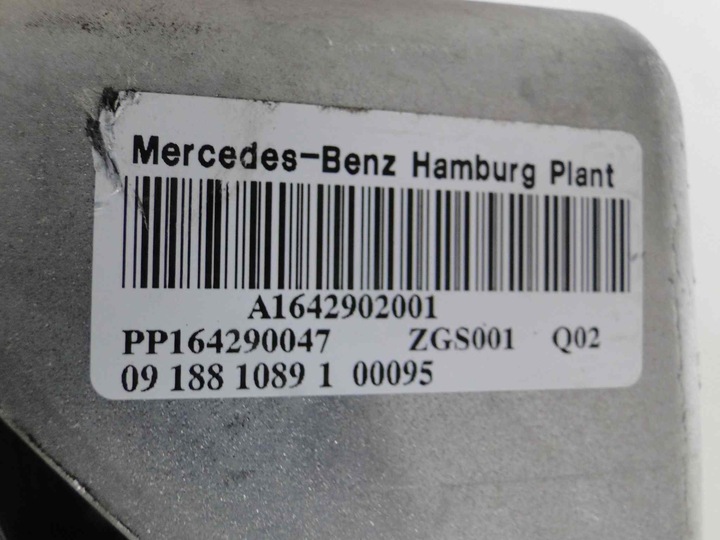 Mercedes-Benz Hamburg Plant
A1642902001
PP164290047 ZGS001 Q02
09 188 1089 1 00095